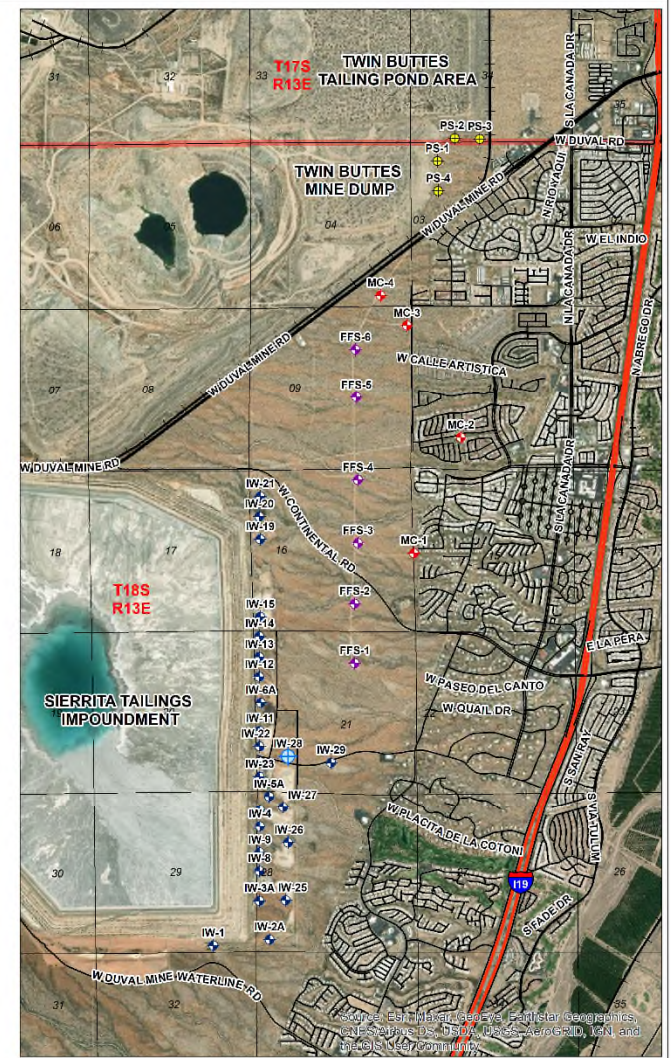 31
32
33
T17S
R13E
TWIN BUTTES
TAILING POND AREA
34
35
S LA CANADA DR
PS-2
PS-3
W DUVAL RD
PS-1
TWIN BUTTES
MINE DUMP
PS-4
N RIO YAQUI
W DUVAL MINE RD
06
05
04
03
W EL INDIO
N LA CANADA DR
N ABREGO DR
MC-4
MC-3
FFS-6
W DUVAL MINE RD
W CALLE ARTISTICA
07
08
09
FFS-5
MC-2
W DUVAL MINE RD
FFS-4
S LA CANADA DR
IW-21
IW-20
IW-19
W CONTINENTAL RD
FFS-3
MC-1
18
17
16
T18S
R13E
FFS-2
IW-15
IW-14
IW-13
IW-12
E LA PERA
FFS-1
W PASEO DEL CANTO
IW-6A
SIERRITA TAILINGS
IMPOUNDMENT
W QUAIL DR
22
IW-11
21
IW-22
IW-28
IW-29
IW-23
S SAN RAY
IW-5A
IW-27
S VIA TULUM
IW-4
W PLACITA DE LA COTONI
IW-9
IW-26
IW-8
30
29
28
27
26
I19
IW-3A
IW-25
S FADE DR
IW-1
IW-2A
W DUVAL MINE WATERLINE RD
31
32
33
35
Source: Esri, Maxar, GeoEye, Earthstar Geographics,
CNES/Airbus DS, USDA, USGS, AeroGRID, IGN, and
the GIS User Community